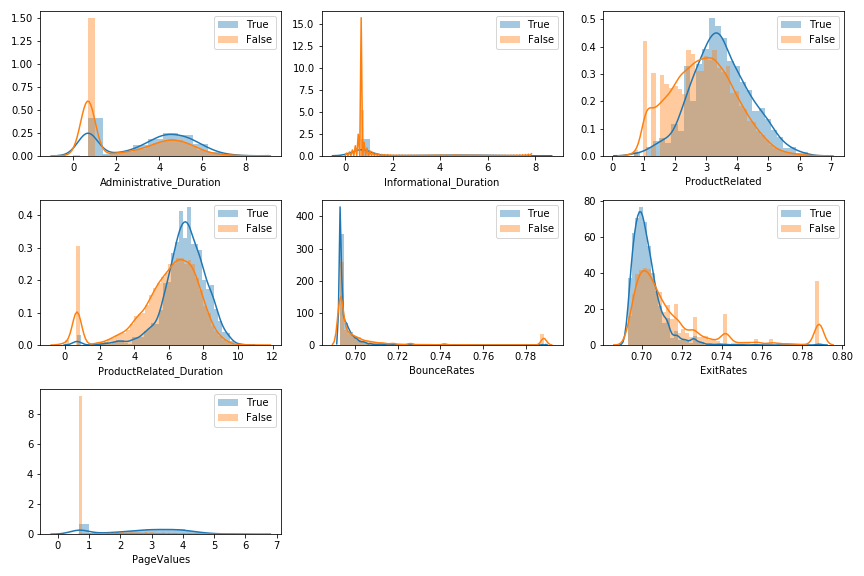 1.50
1.25
1.00
0.75
0.50
0.25
0.00
0 2 4 6 8
Administrative_Duration
True
False
15.0
12.5
10.0
7.5
5.0
2.5
0.0
0 2 4 6 8
Informational_Duration
True
False
0.5
0.4
0.3
0.2
0.1
0.0
0 1 2 3 4 5 6 7
ProductRelated
True
False
0.4
0.3
0.2
0.1
0.0
0 2 4 6 8 10 12
ProductRelated_Duration
True
False
400
300
200
100
0
0.70 0.72 0.74 0.76 0.78
BounceRates
True
False
80
60
40
20
0
0.70 0.72 0.74 0.76 0.78 0.80
ExitRates
True
False
8
6
4
2
0
0 1 2 3 4 5 6 7
PageValues
True
False